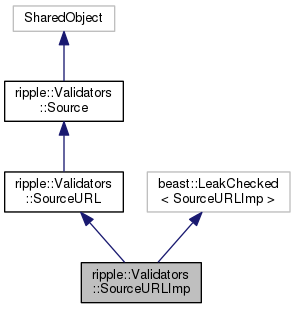 SharedObject
ripple::Validators
::Source
ripple::Validators
::SourceURL
beast::LeakChecked
< SourceURLImp >
ripple::Validators
::SourceURLImp